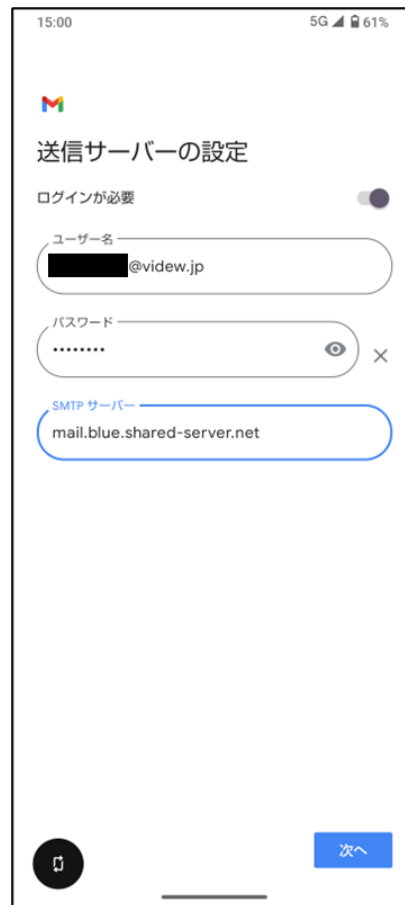 15:00 5G 61%
送信サーバーの設定
ログインが必要
ユーザー名
@videw.jp
パスワード
••••••••
SMTP サーバー
mail.blue.shared-server.net
次へ